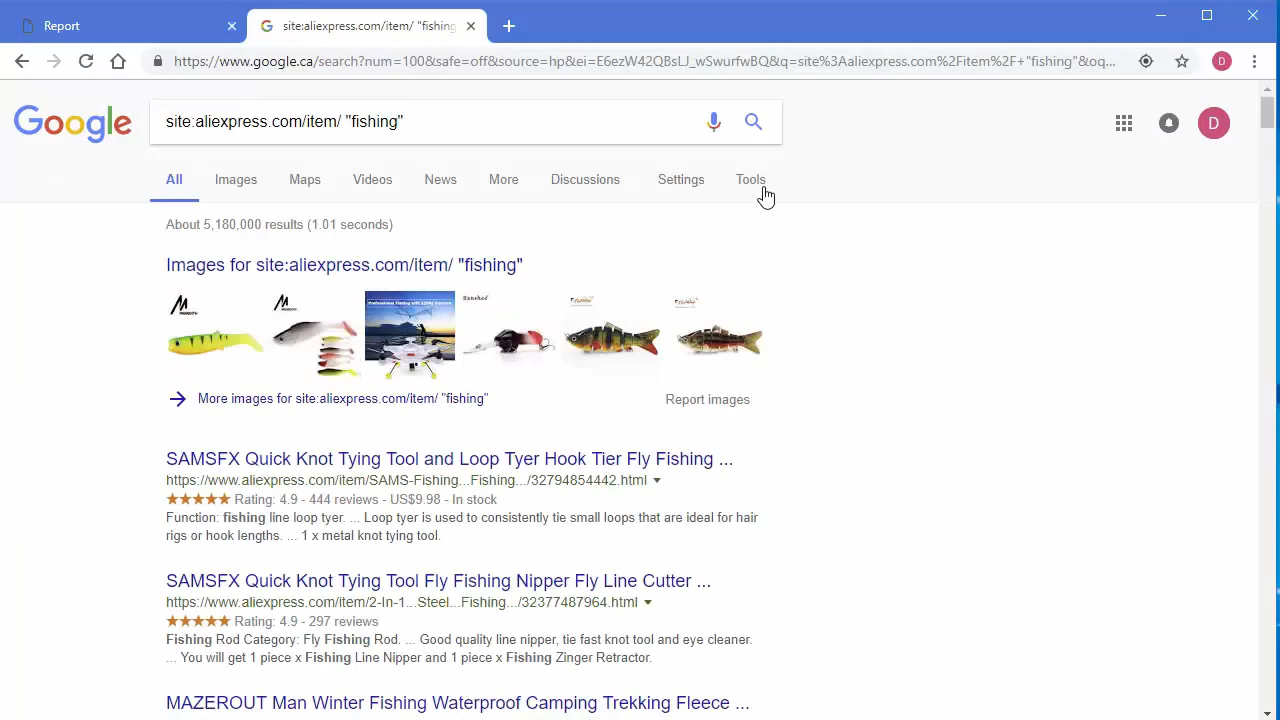 Report
site:aliexpress.com/item/ "fishing
https://www.google.ca/search?num=100&safe=off&source=hp&ei=E6ezW42QBsLJ_wSwurfwBQ&q=site%3Aaliexpress.com%2Fitem%2F+"fishing"&oq...
D
Google
site:aliexpress.com/item/ "fishing"
D
All Images Maps Videos News More Discussions Settings Tools
About 5,180,000 results (1.01 seconds)
Images for site:aliexpress.com/item/ "fishing"
MEREDITH
MEREDITH
Banshed
More images for site:aliexpress.com/item/ "fishing"
Report images
SAMSFX Quick Knot Tying Tool and Loop Tyer Hook Tier Fly Fishing ...
https://www.aliexpress.com/item/SAMS-Fishing...Fishing.../32794854442.html
Rating: 4.9 - 444 reviews - US$9.98 - In stock
Function: fishing line loop tyer. ... Loop tyer is used to consistently tie small loops that are ideal for hair
rigs or hook lengths. ... 1 x metal knot tying tool.
SAMSFX Quick Knot Tying Tool Fly Fishing Nipper Fly Line Cutter ...
https://www.aliexpress.com/item/2-In-1...Steel...Fishing.../32377487964.html
Rating: 4.9 - 297 reviews
Fishing Rod Category: Fly Fishing Rod. ... Good quality line nipper, tie fast knot tool and eye cleaner.
... You will get 1 piece x Fishing Line Nipper and 1 piece x Fishing Zinger Retractor.
MAZEROUT Man Winter Fishing Waterproof Camping Trekking Fleece ...